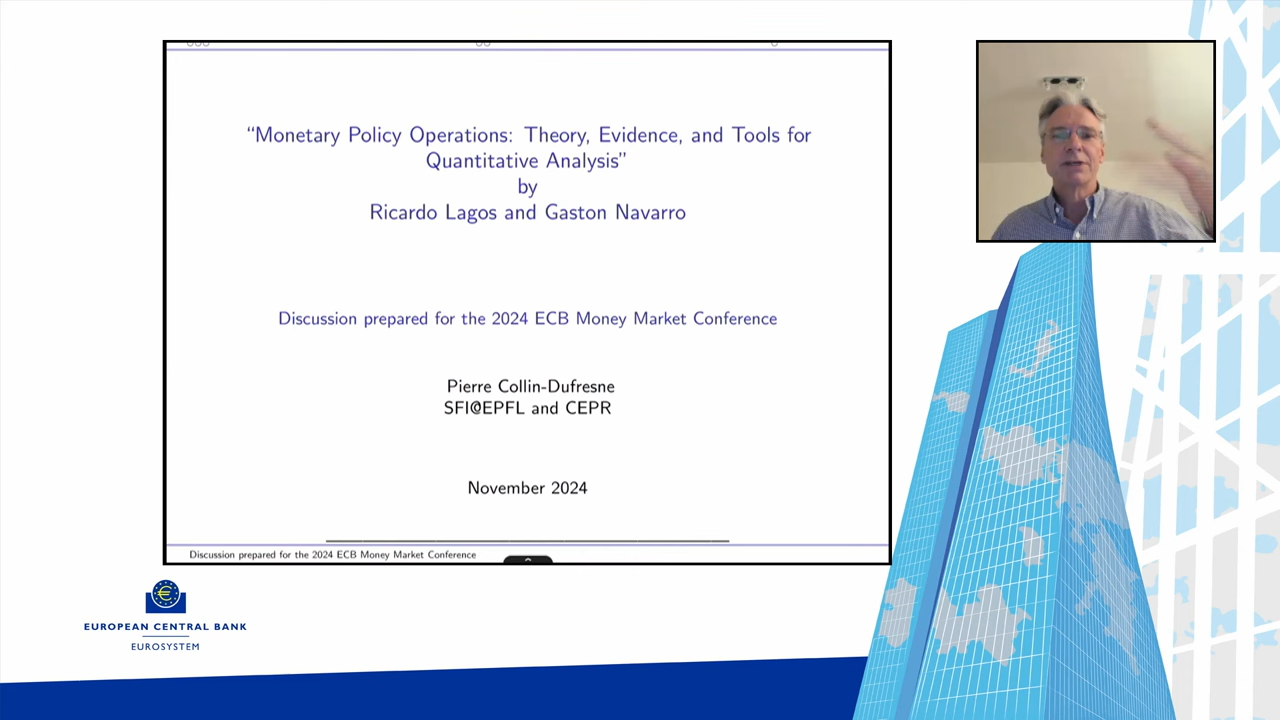 “Monetary Policy Operations: Theory, Evidence, and Tools for
Quantitative Analysis”
by
Ricardo Lagos and Gaston Navarro
Discussion prepared for the 2024 ECB Money Market Conference
Pierre Collin-Dufresne
SFI@EPFL and CEPR
November 2024
Discussion prepared for the 2024 ECB Money Market Conference
EUROPEAN CENTRAL BANK
EUROSYSTEM